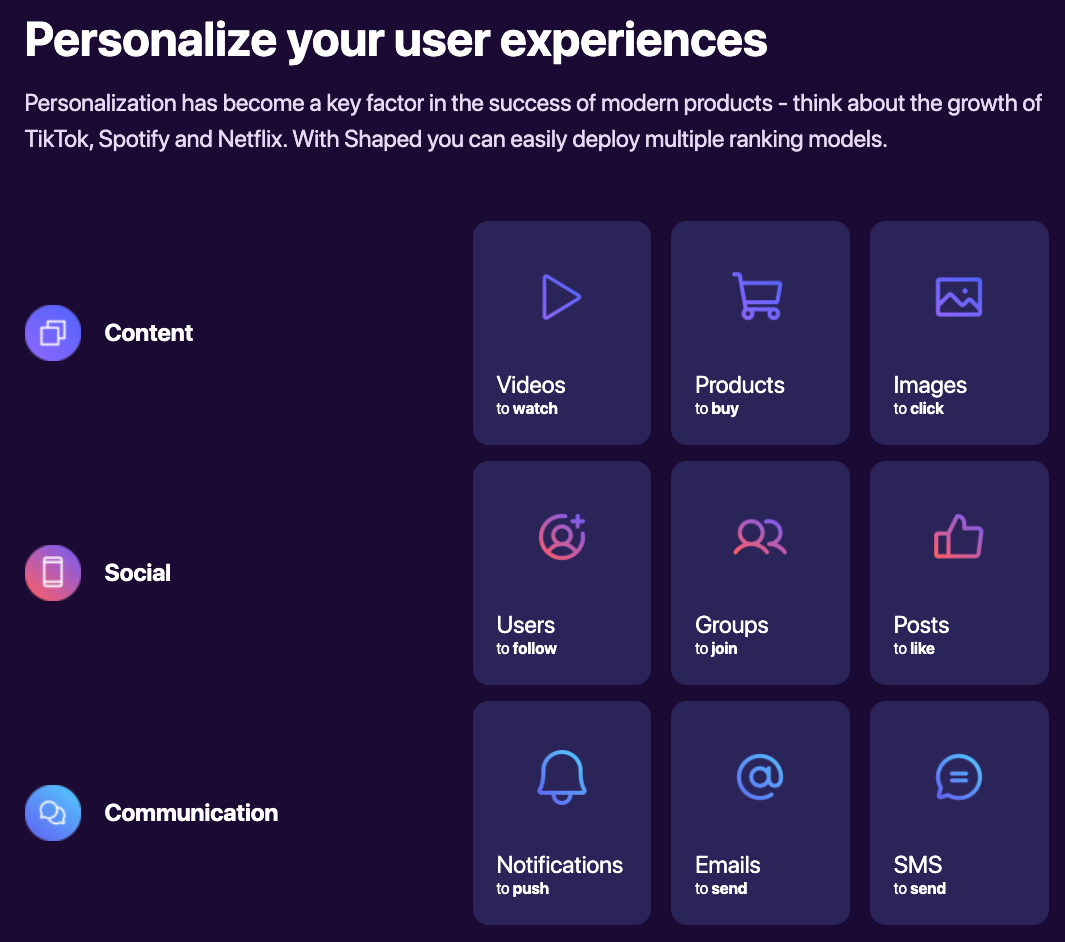 Personalize your user experiences
Personalization has become a key factor in the success of modern products - think about the growth of
TikTok, Spotify and Netflix. With Shaped you can easily deploy multiple ranking models.
Content
Videos
to watch
Products
to buy
Images
to click
Social
Users
to follow
Groups
to join
Posts
to like
Communication
Notifications
to push
Emails
to send
SMS
to send